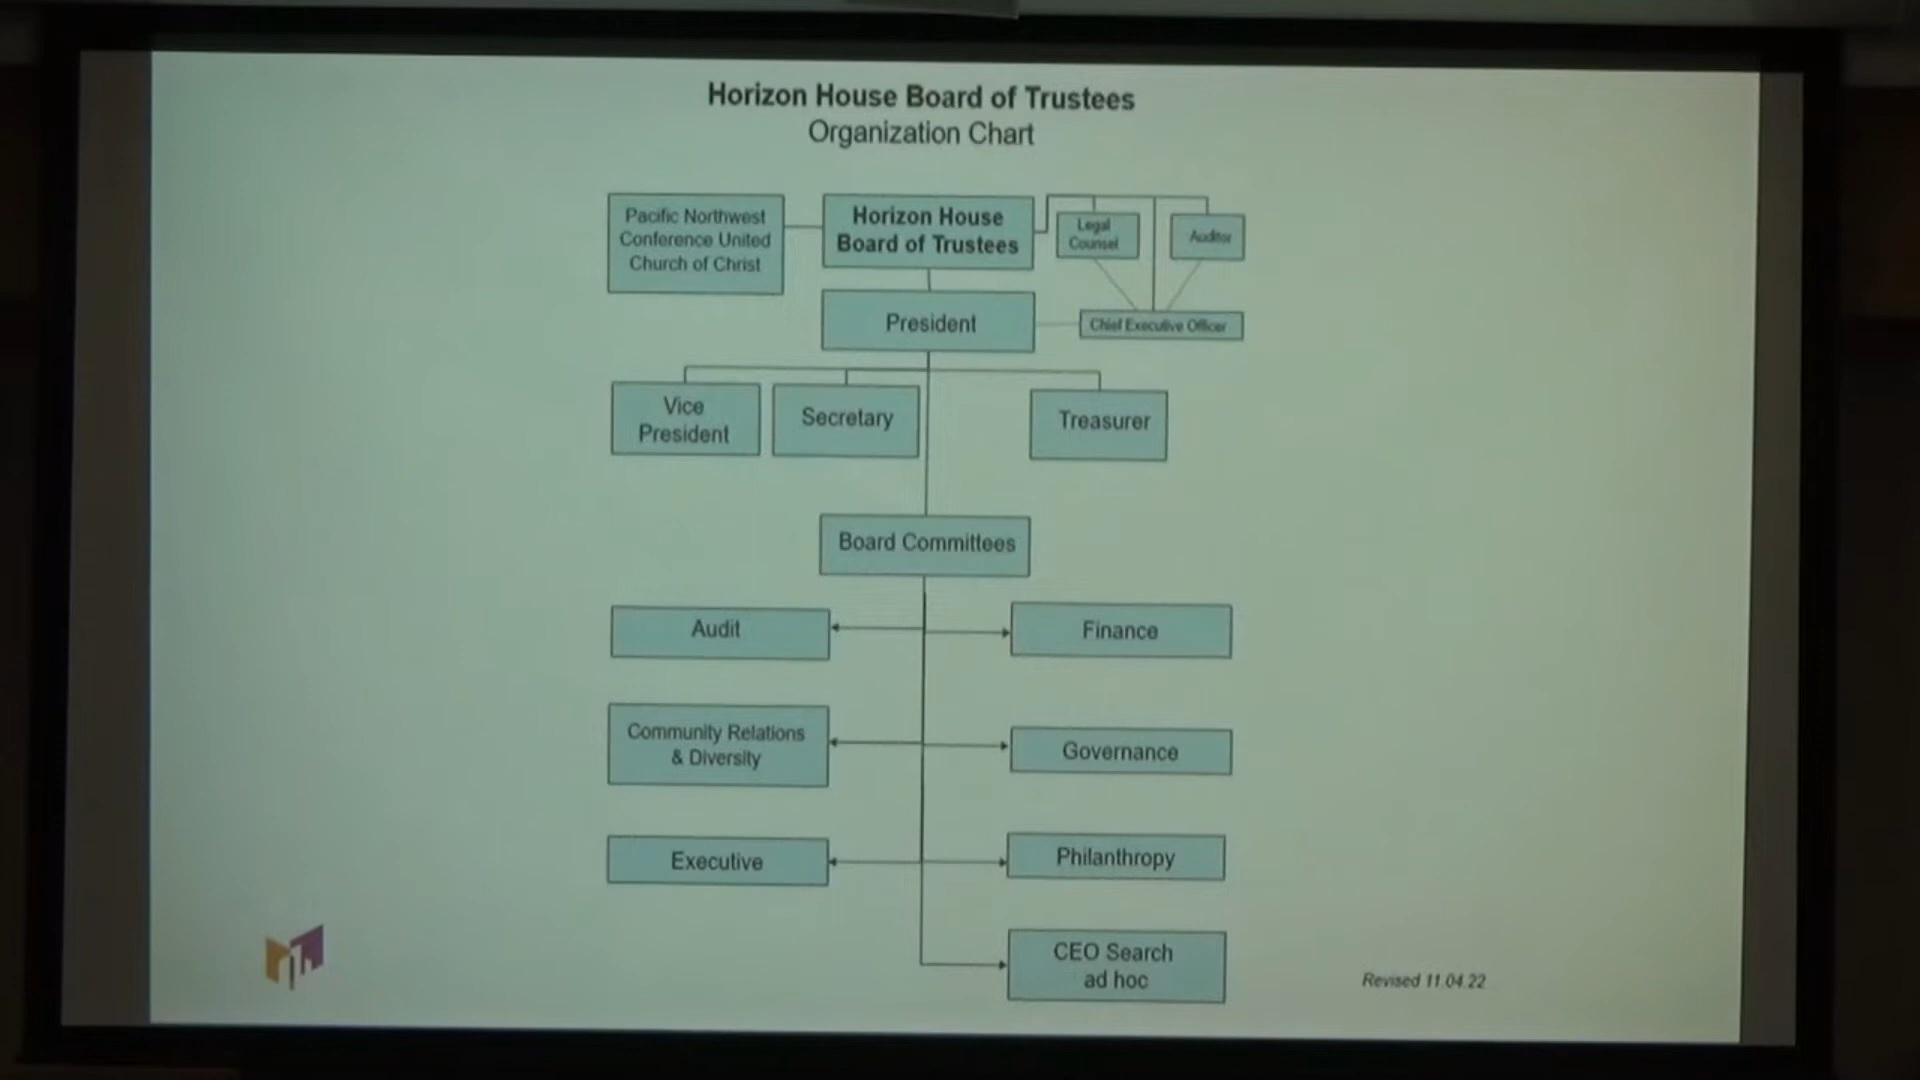 Horizon House Board of Trustees
Organization Chart
Pacific Northwest
Conference United
Church of Christ
Horizon House
Board of Trustees
Legal
Counsel
Auditor
President
Chief Executive Officer
Vice
President
Secretary
Treasurer
Board Committees
Audit
Finance
Community Relations
& Diversity
Governance
Executive
Philanthropy
CEO Search
ad hoc
Revised 11.04.22